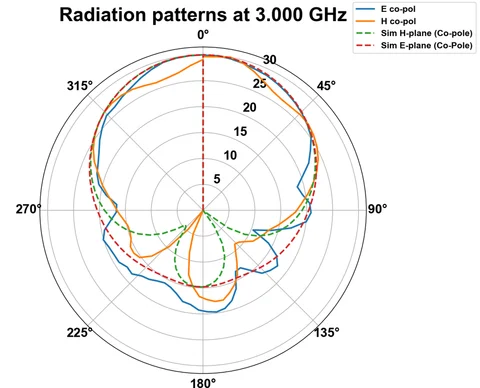 Radiation patterns at 3.000 GHz
E co-pol
H co-pol
Sim H-plane (Co-pole)
Sim E-plane (Co-Pole)
0°
45°
90°
135°
180°
225°
270°
315°
5
10
15
20
25
30